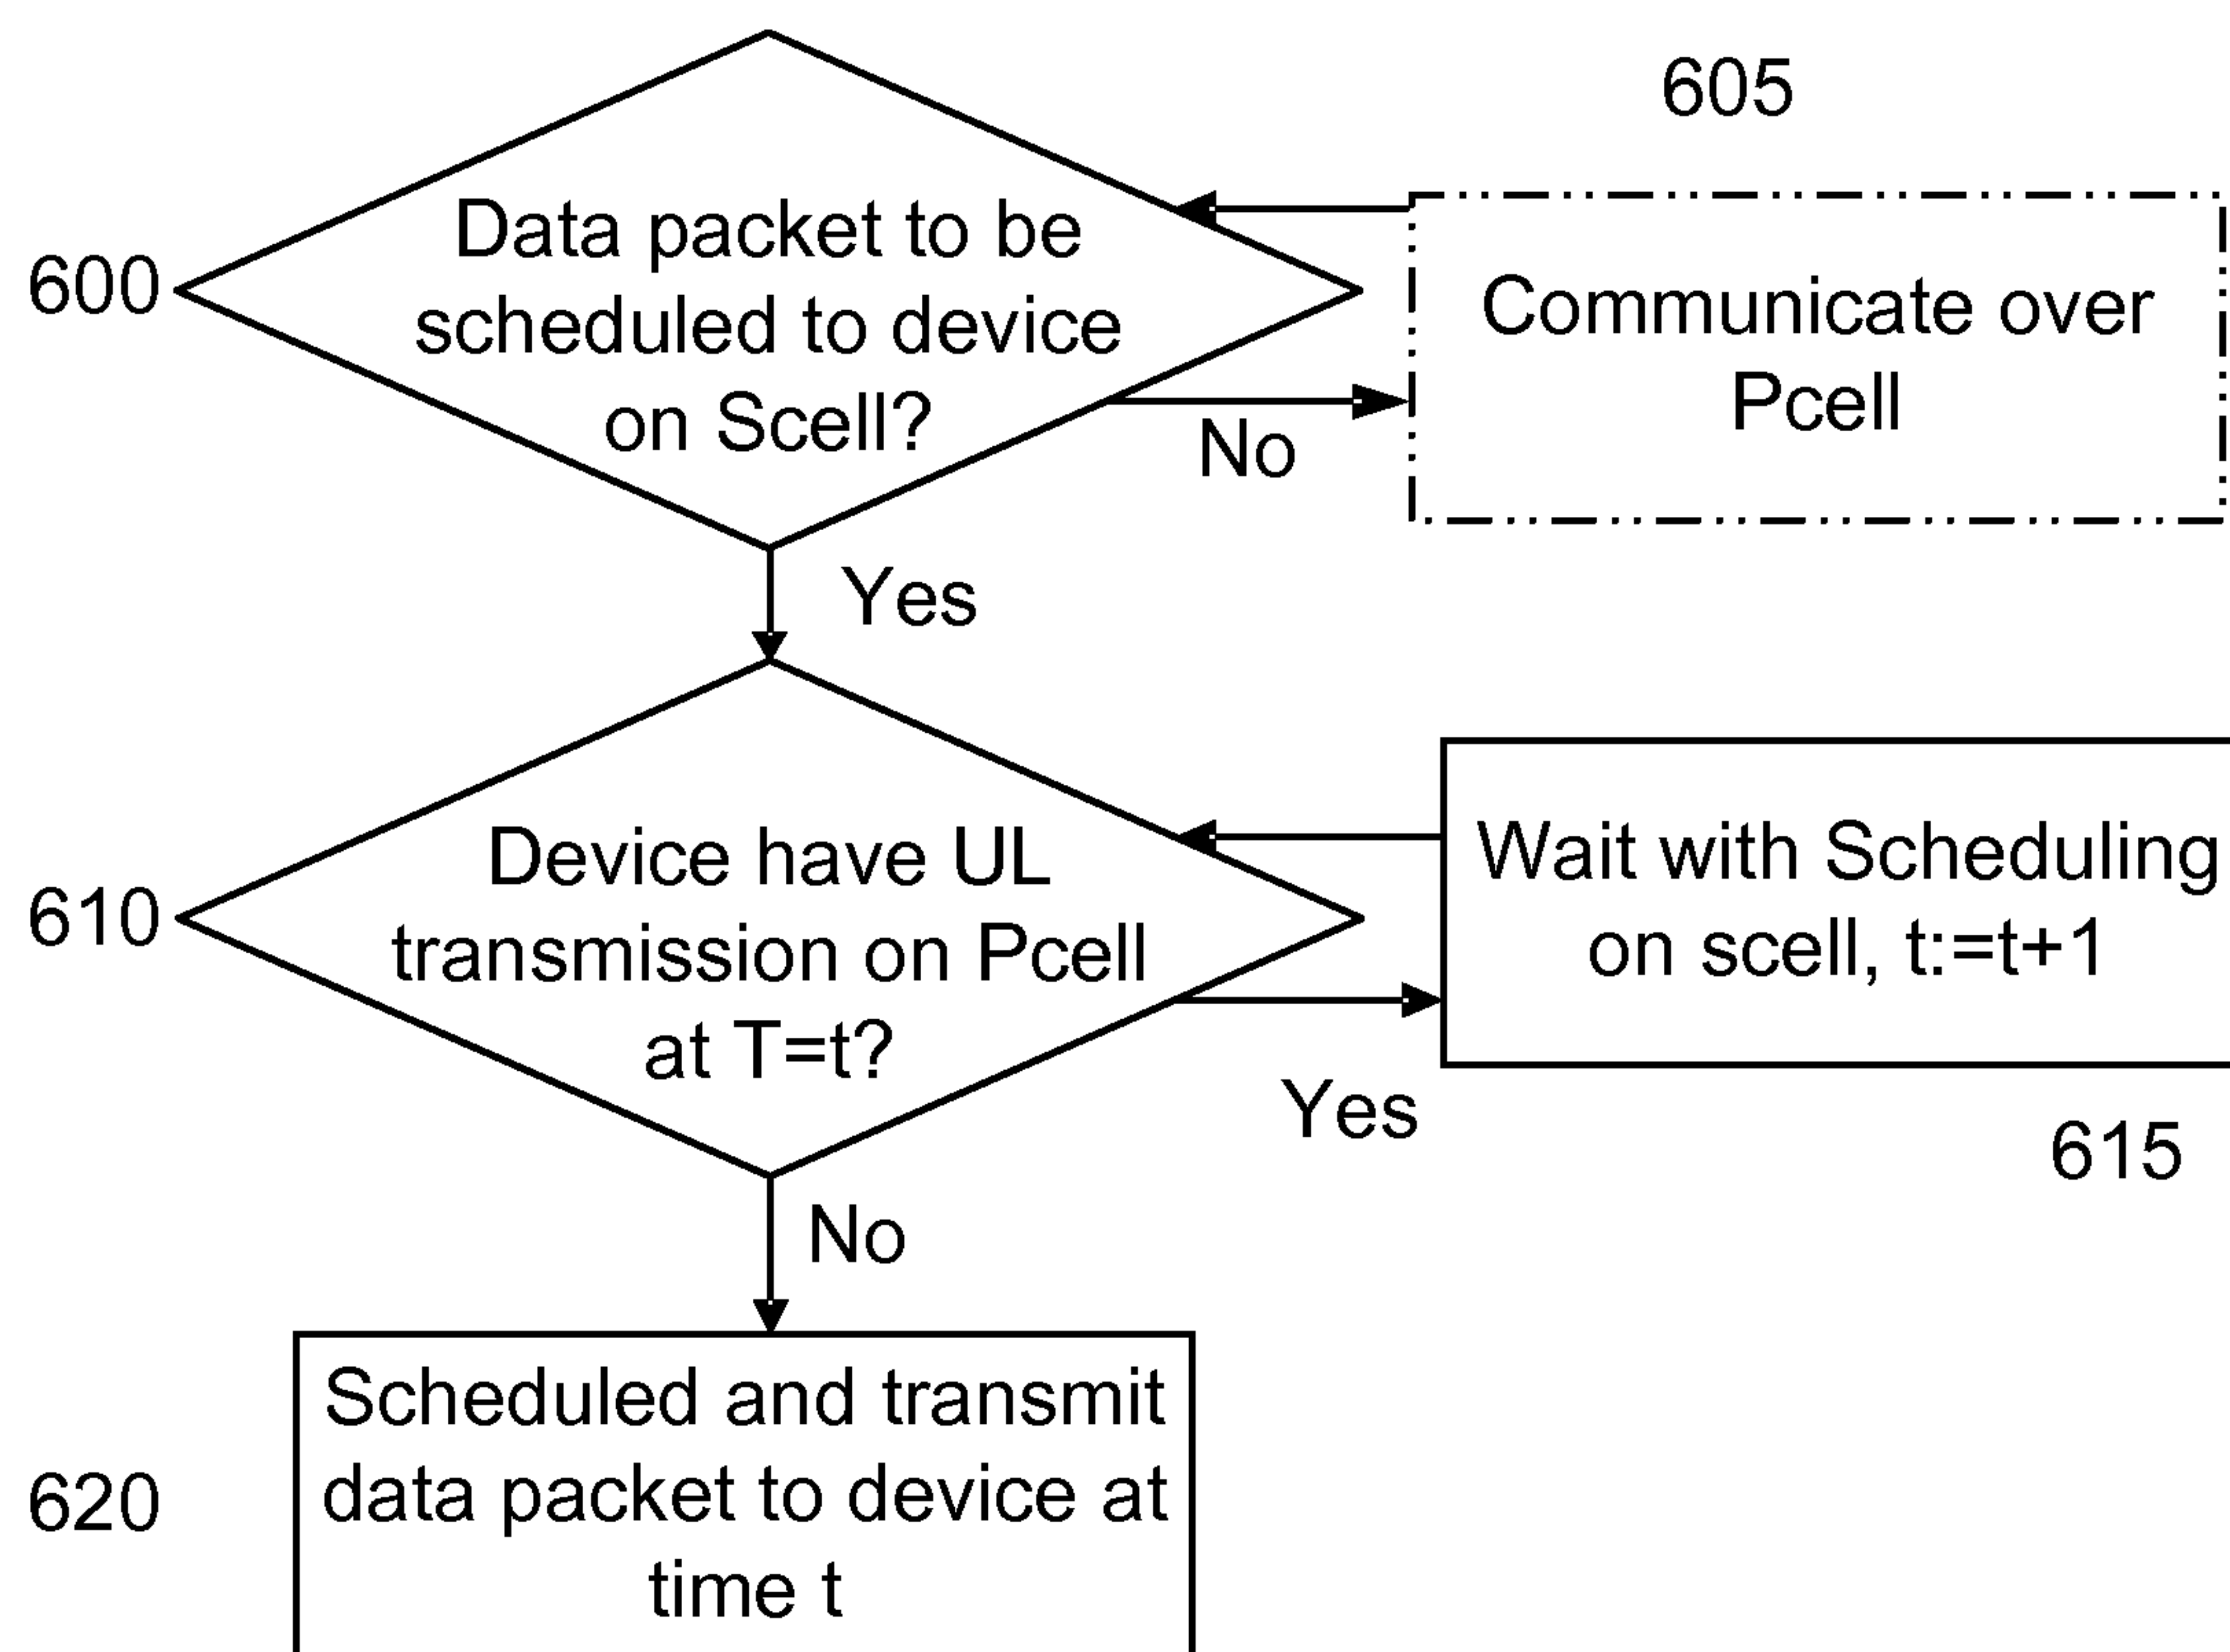 605
600
Data packet to be
scheduled to device
on Scell?
Communicate over
Pcell
No
Yes
610
Device have UL
transmission on Pcell
at T=t?
Wait with Scheduling
on scell, t:=t+1
Yes
615
No
620
Scheduled and transmit
data packet to device at
time t